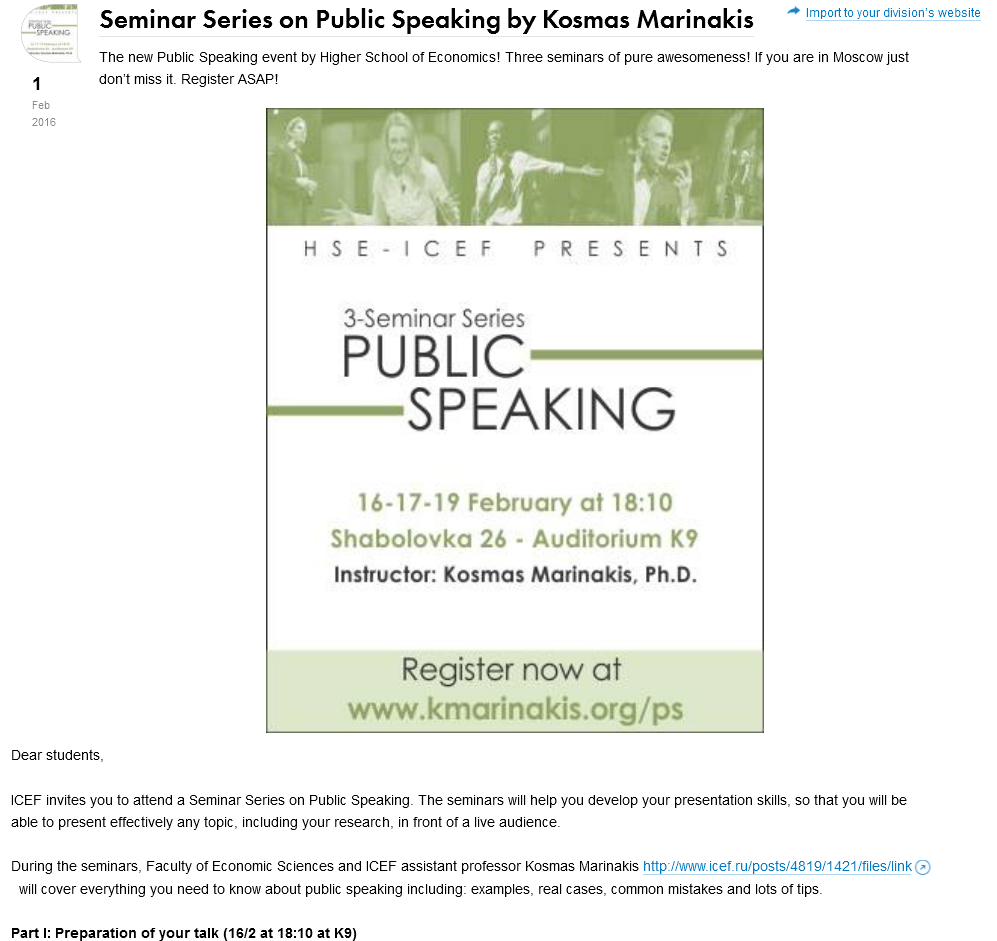 Seminar Series on Public Speaking by Kosmas Marinakis
Import to your division's website
1
Feb
2016
The new Public Speaking event by Higher School of Economics! Three seminars of pure awesomeness! If you are in Moscow just
don't miss it. Register ASAP!
HSE-ICEF PRESENTS
3-Seminar Series
PUBLIC
SPEAKING
16-17-19 February at 18:10
Shabolovka 26 - Auditorium K9
Instructor: Kosmas Marinakis, Ph.D.
Register now at
www.kmarinakis.org/ps
Dear students,
ICEF invites you to attend a Seminar Series on Public Speaking. The seminars will help you develop your presentation skills, so that you will be
able to present effectively any topic, including your research, in front of a live audience.
During the seminars, Faculty of Economic Sciences and ICEF assistant professor Kosmas Marinakis http://www.icef.ru/posts/4819/1421/files/link
will cover everything you need to know about public speaking including: examples, real cases, common mistakes and lots of tips.
Part I: Preparation of your talk (16/2 at 18:10 at K9)